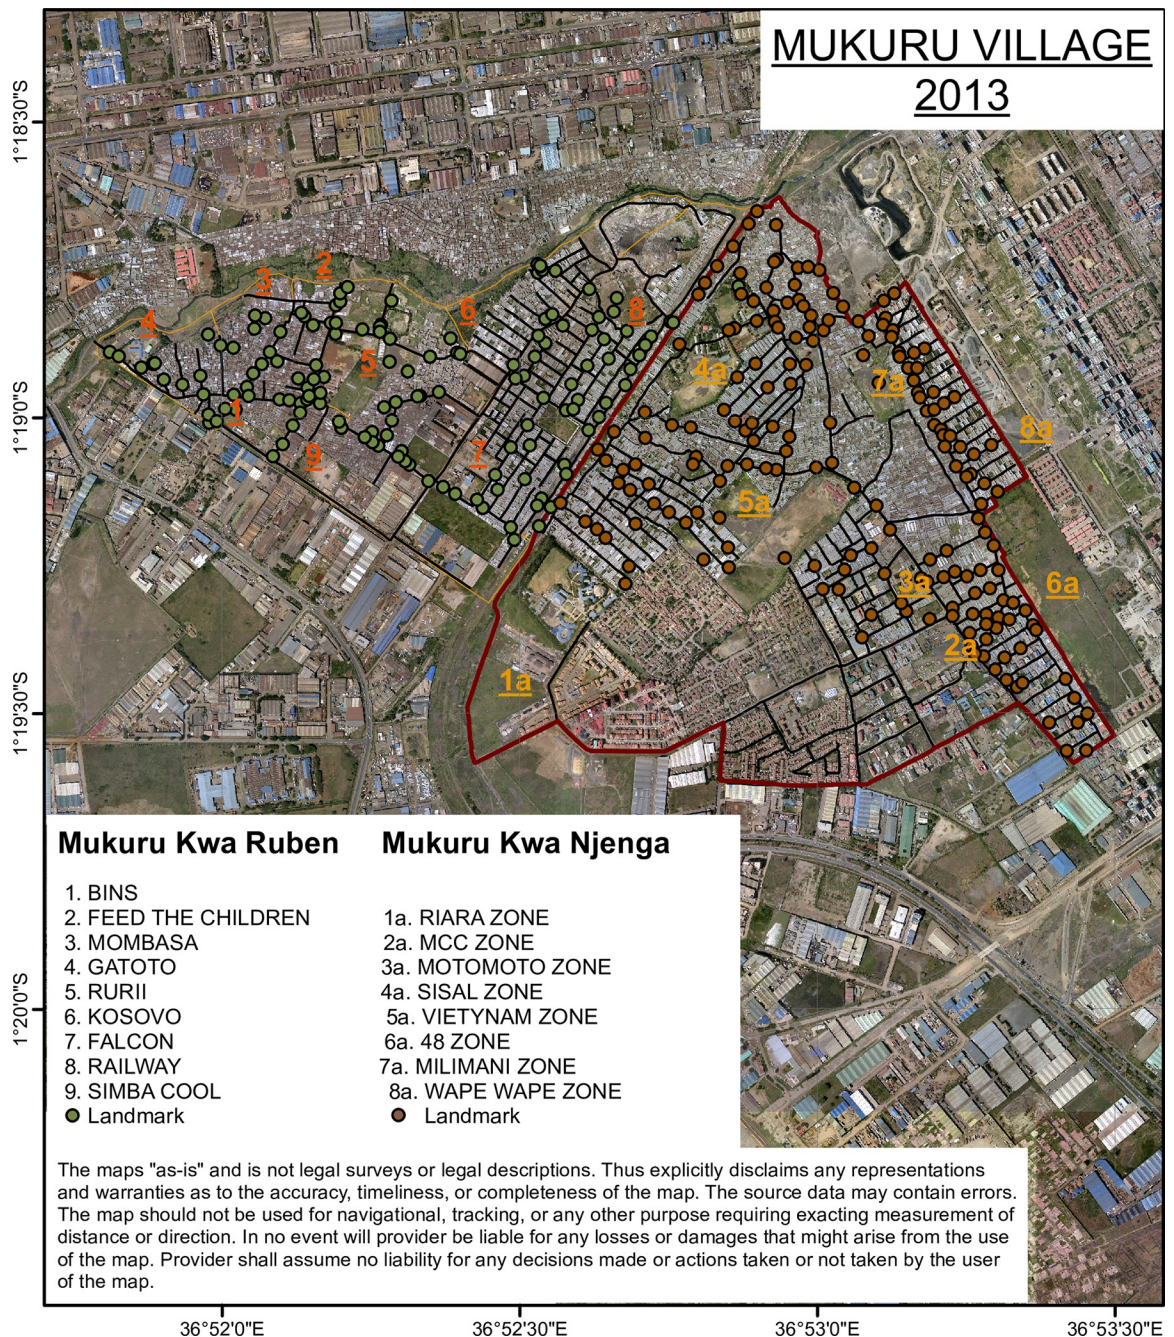 MUKURU VILLAGE
2013
1°18'30"S
1°19'0"S
1°19'30"S
1°20'0"S
3
2
4
6
8
5
1
7
9
4a
7a
8a
5a
3a
6a
2a
1a
Mukuru Kwa Ruben
1. BINS
2. FEED THE CHILDREN
3. MOMBASA
4. GATOTO
5. RURII
6. KOSOVO
7. FALCON
8. RAILWAY
9. SIMBA COOL
Landmark
Mukuru Kwa Njenga
1a. RIARA ZONE
2a. MCC ZONE
3a. MOTOMOTO ZONE
4a. SISAL ZONE
5a. VIETYNAM ZONE
6a. 48 ZONE
7a. MILIMANI ZONE
8a. WAPE WAPE ZONE
Landmark
The maps "as-is" and is not legal surveys or legal descriptions. Thus explicitly disclaims any representations
and warranties as to the accuracy, timeliness, or completeness of the map. The source data may contain errors.
The map should not be used for navigational, tracking, or any other purpose requiring exacting measurement of
distance or direction. In no event will provider be liable for any losses or damages that might arise from the use
of the map. Provider shall assume no liability for any decisions made or actions taken or not taken by the user
of the map.
36°52'0"E
36°52'30"E
36°53'0"E
36°53'30"E